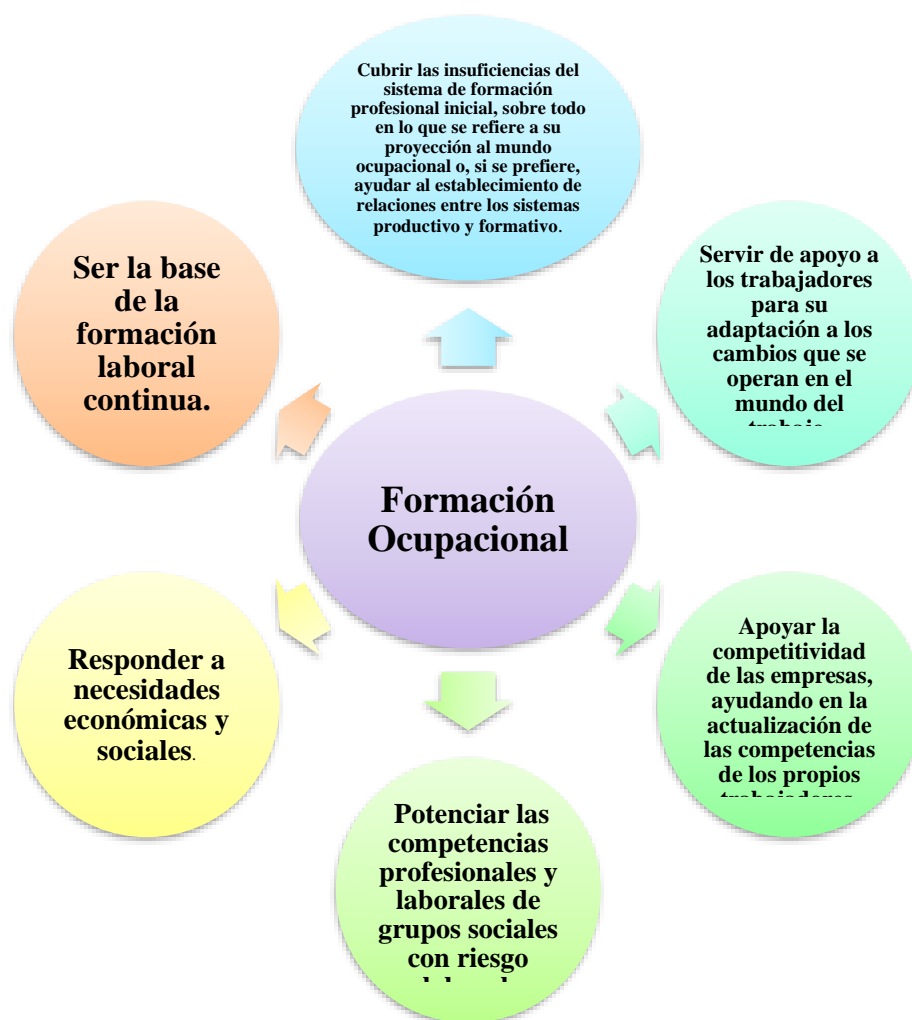 Cubrir las insuficiencias del
sistema de formación
profesional inicial, sobre todo
en lo que se refiere a su
proyección al mundo
ocupacional o, si se prefiere,
ayudar al establecimiento de
relaciones entre los sistemas
productivo y formativo.
Servir de apoyo a
los trabajadores
para su
adaptación a los
cambios que se
operan en el
mundo del
trabajo.
Apoyar la
competitividad
de las empresas,
ayudando en la
actualización de
las competencias
de los propios
trabajadores.
Potenciar las
competencias
profesionales y
laborales de
grupos sociales
con riesgo
Responder a
necesidades
económicas y
sociales.
Ser la base
de la
formación
laboral
continua.
Formación
Ocupacional